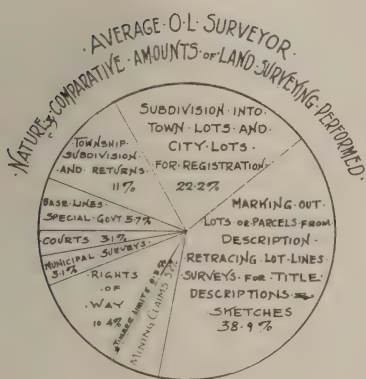 ·AVERAGE·O·L·SURVEYOR·
·NATURE & COMPARATIVE·AMOUNTS·OF·LAND·SURVEYING·PERFORMED·
SUBDIVISION·INTO·
TOWN·LOTS·AND·
CITY·LOTS·
FOR·REGISTRATION·
22·2%
TOWNSHIP
SUBDIVISION
AND RETURNS
11%
BASE·LINES·
SPECIAL·GOVT 5·7%
COURTS 3·1%
MUNICIPAL SURVEYS·
5·1%
·RIGHTS
OF
WAY
10·4%
TIMBER LIMITS
MINING CLAIMS
MARKING OUT·
LOTS OR PARCELS FROM
DESCRIPTION
RETRACING LOT·LINES
SURVEYS·FOR·TITLE
DESCRIPTIONS
SKETCHES
38·9%